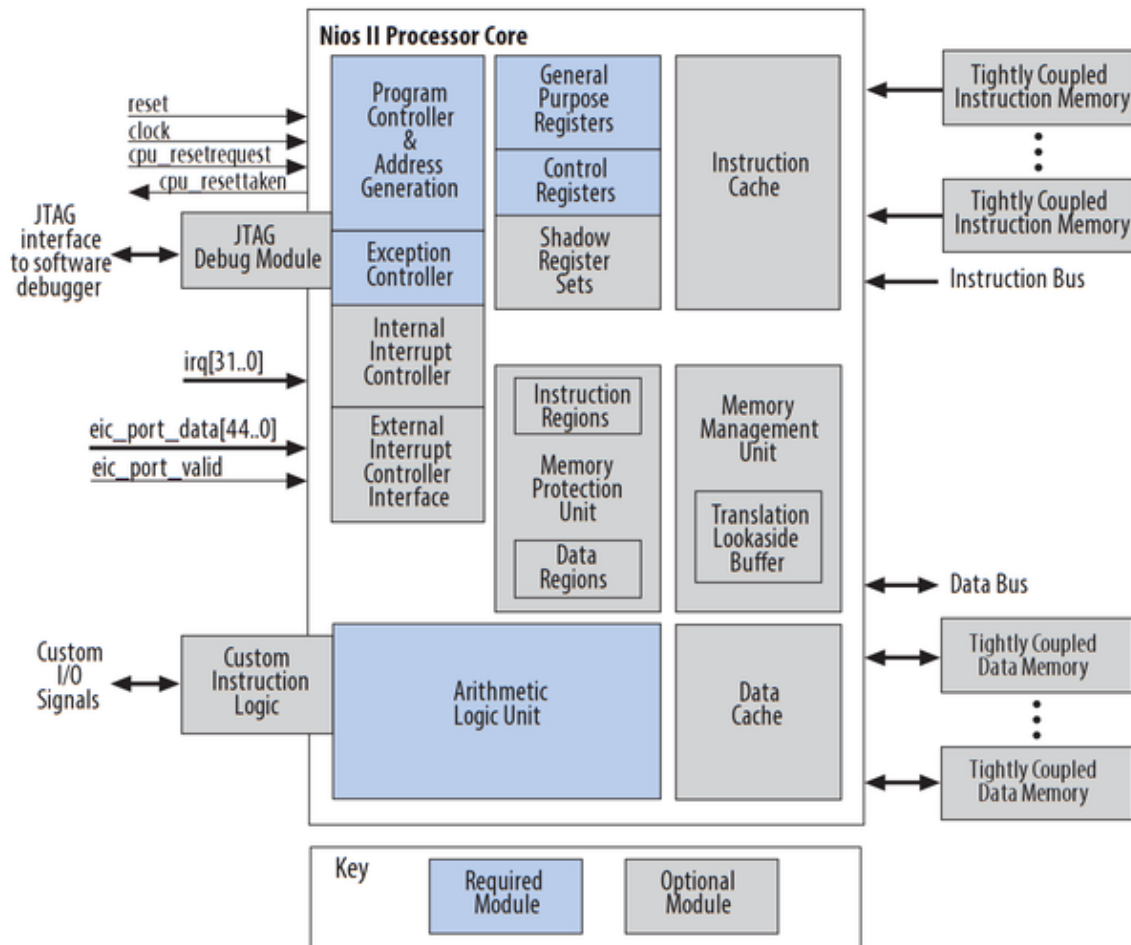 Nios II Processor Core
reset
clock
cpu_resetrequest
cpu_resettaken
JTAG
interface
to software
debugger
JTAG
Debug Module
irq[31..0]
eic_port_data[44..0]
eic_port_valid
Custom
I/O
Signals
Custom
Instruction
Logic
Program
Controller
&
Address
Generation
Exception
Controller
Internal
Interrupt
Controller
External
Interrupt
Controller
Interface
General
Purpose
Registers
Control
Registers
Shadow
Register
Sets
Instruction
Cache
Instruction
Regions
Memory
Protection
Unit
Data
Regions
Memory
Management
Unit
Translation
Lookaside
Buffer
Arithmetic
Logic Unit
Data
Cache
Tightly Coupled
Instruction Memory
Tightly Coupled
Instruction Memory
Instruction Bus
Data Bus
Tightly Coupled
Data Memory
Tightly Coupled
Data Memory
Key
Required
Module
Optional
Module